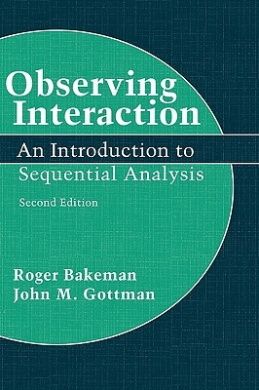 Observing
Interaction
An Introduction to
Sequential Analysis
Second Edition
Roger Bakeman
John M. Gottman